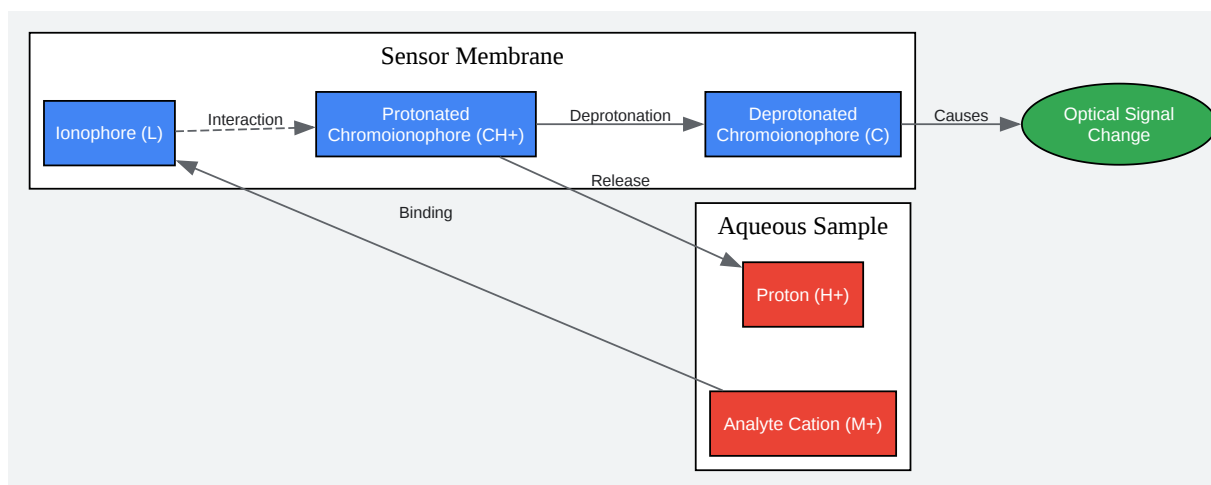 Sensor Membrane
Ionophore (L)
Interaction
Protonated
Chromoionophore (CH+)
Deprotonation
Deprotonated
Chromoionophore (C)
Causes
Optical Signal
Change
Release
Binding
Aqueous Sample
Proton (H+)
Analyte Cation (M+)